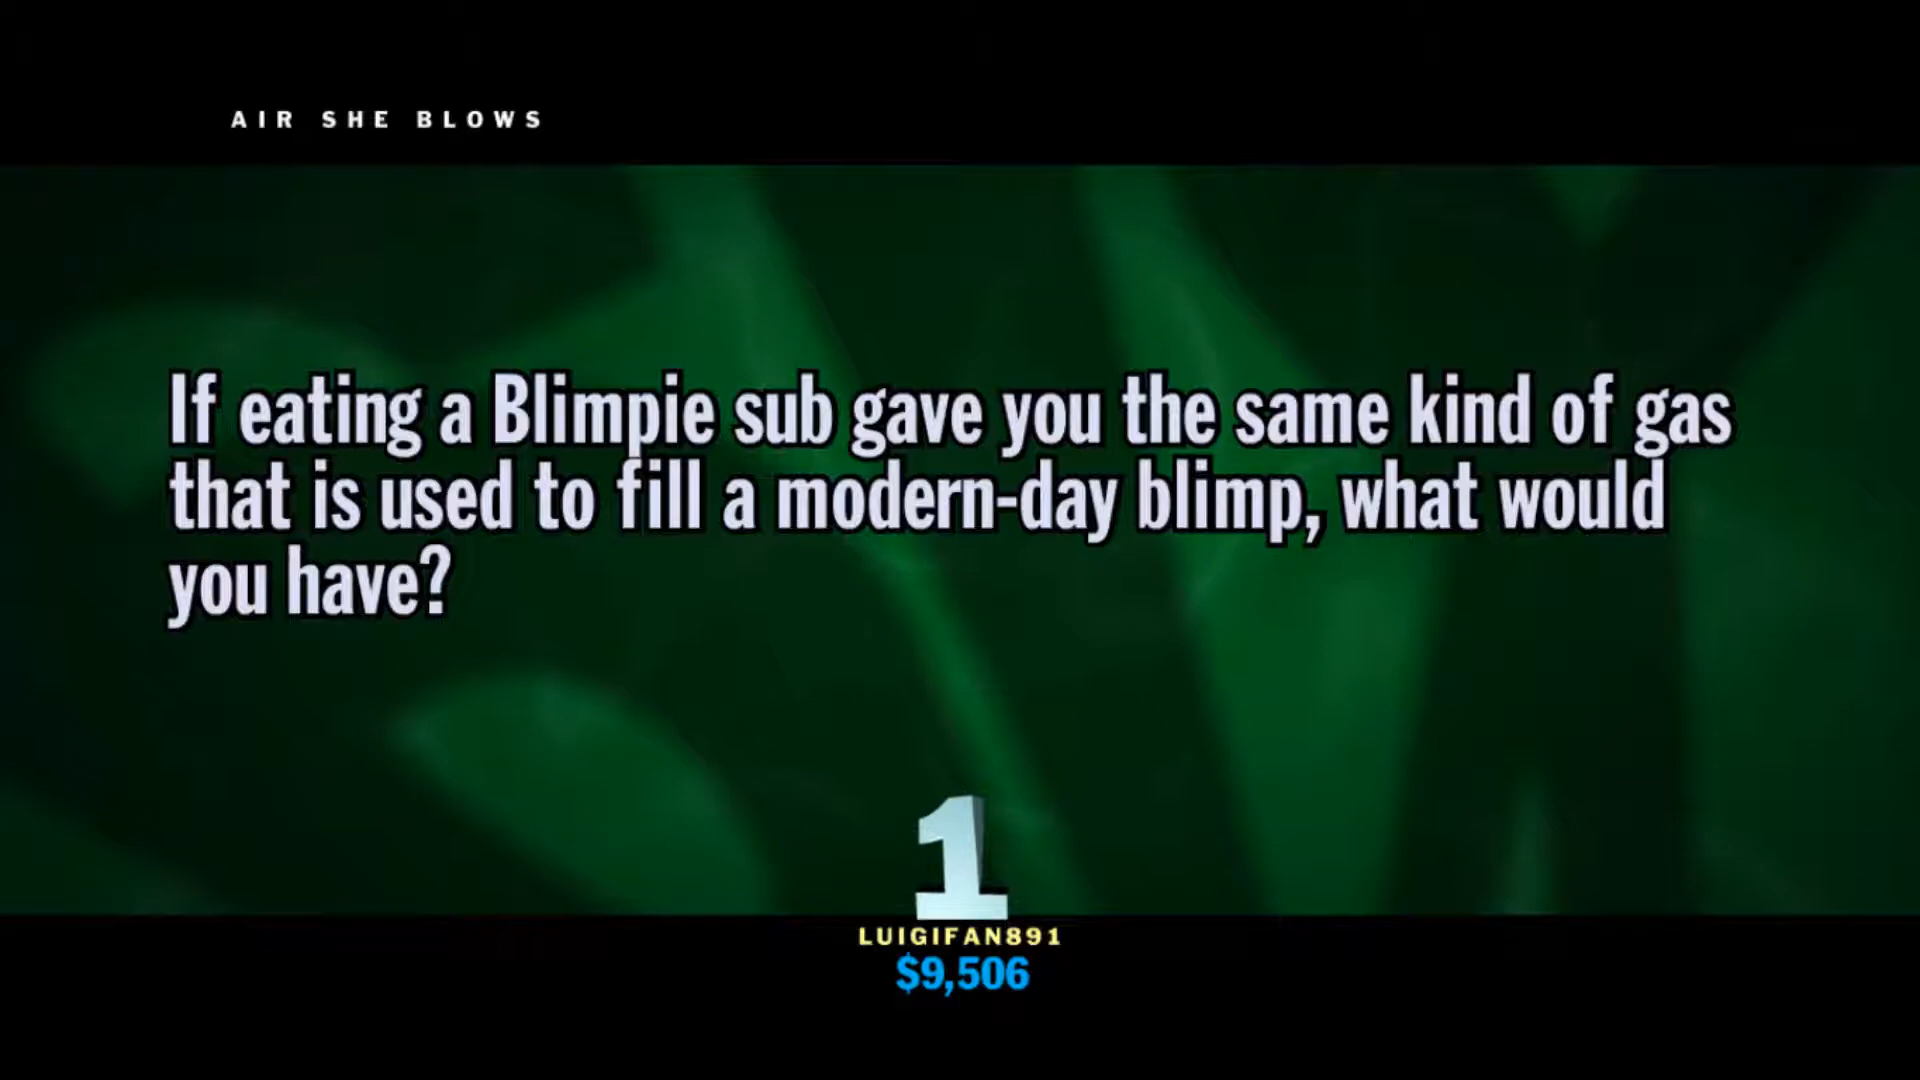 AIR SHE BLOWS
If eating a Blimpie sub gave you the same kind of gas
that is used to fill a modern-day blimp, what would
you have?
1
LUIGIFAN891
$9,506